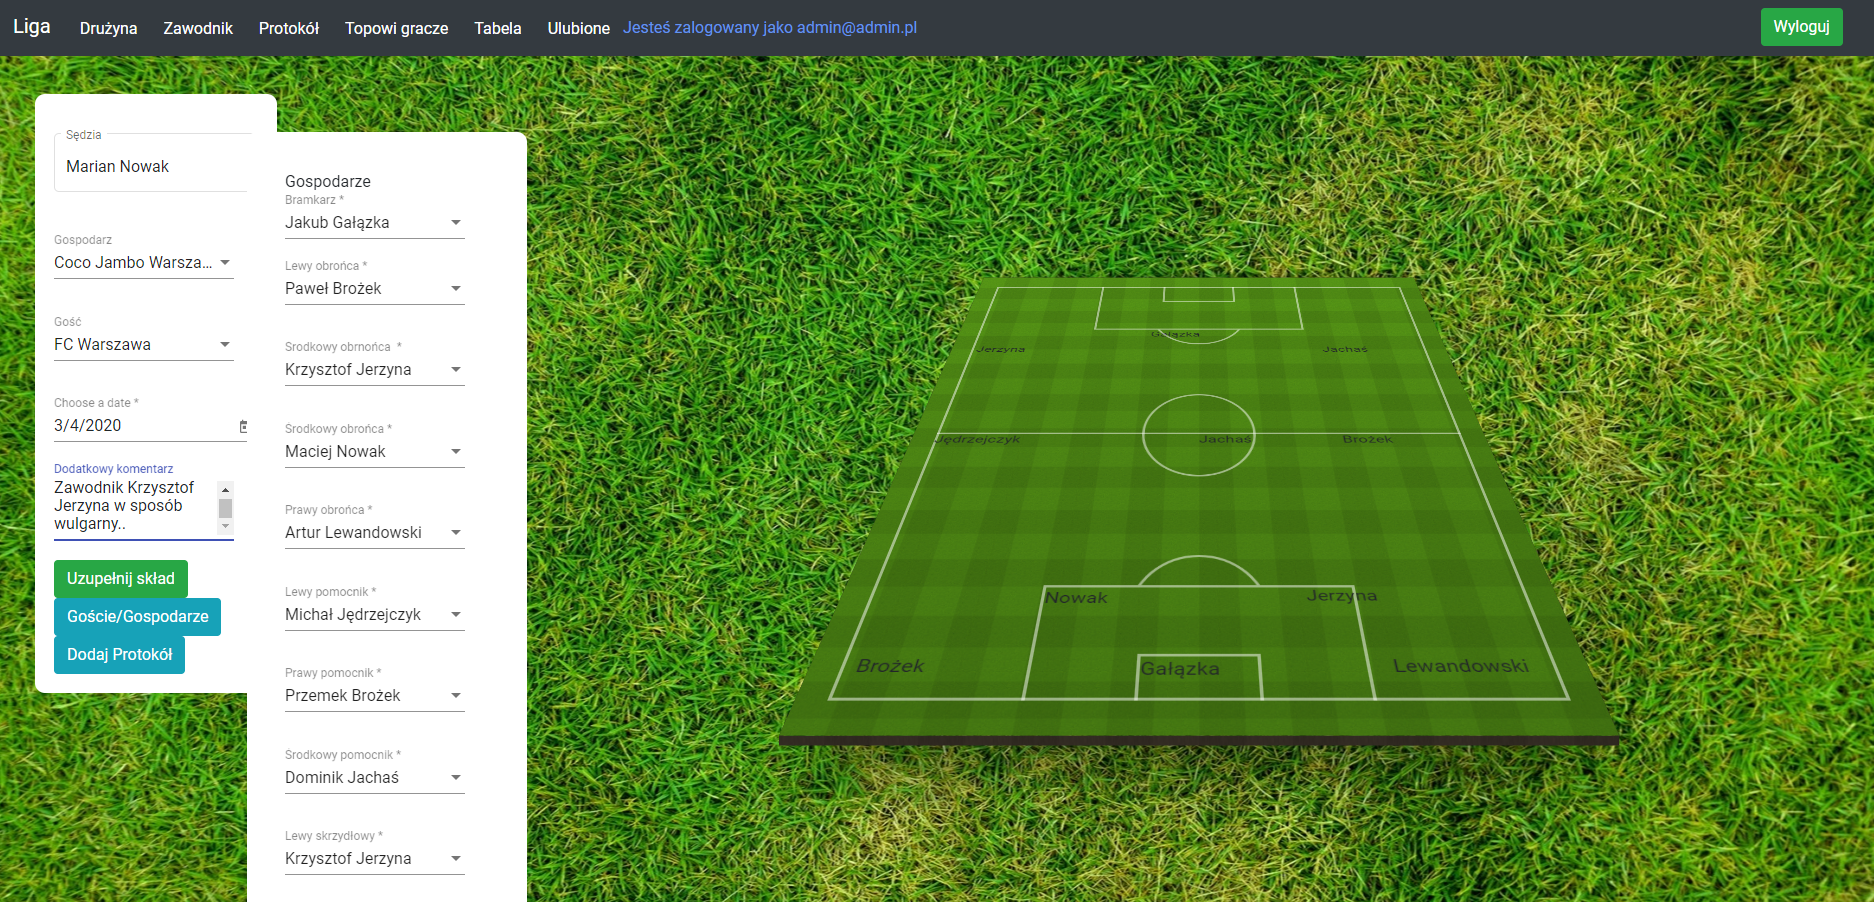 Liga Drużyna Zawodnik Protokół Topowi gracze Tabela Ulubione Jesteś zalogowany jako admin@admin.pl Wyloguj
Sędzia
Marian Nowak
Gospodarz
Coco Jambo Warsza...
Gość
FC Warszawa
Choose a date *
3/4/2020
Dodatkowy komentarz
Zawodnik Krzysztof
Jerzyna w sposób
wulgarny..
Uzupełnij skład
Goście/Gospodarze
Dodaj Protokół
Gospodarze
Bramkarz *
Jakub Gałązka
Lewy obrońca *
Paweł Brożek
Srodkowy obrnońca *
Krzysztof Jerzyna
Środkowy obrońca *
Maciej Nowak
Prawy obrońca *
Artur Lewandowski
Lewy pomocnik *
Michał Jędrzejczyk
Prawy pomocnik *
Przemek Brożek
Srodkowy pomocnik *
Dominik Jachaś
Lewy skrzydłowy *
Krzysztof Jerzyna
Gałązka
Jerzyna Jachaś
Jędrzejczyk Jachaś Brożek
Nowak Jerzyna
Brożek Gałązka Lewandowski